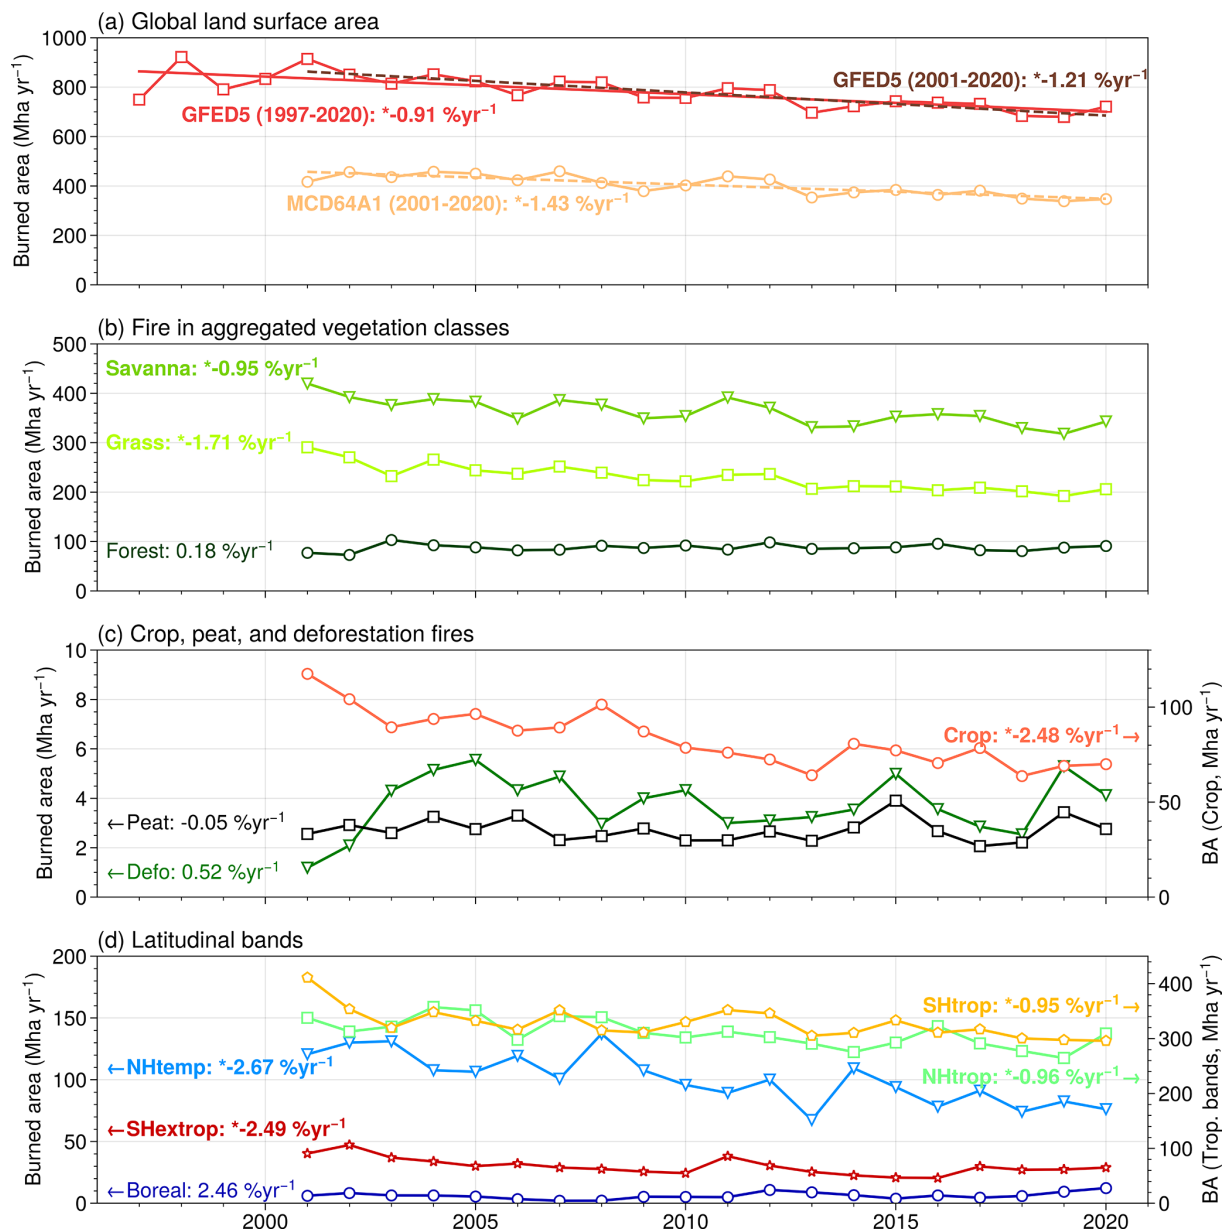 (a) Global land surface area
1000
800
600
400
200
0
Burned area (Mha yr⁻¹)
GFED5 (2001-2020): *-1.21 %yr⁻¹
GFED5 (1997-2020): *-0.91 %yr⁻¹
MCD64A1 (2001-2020): *-1.43 %yr⁻¹
(b) Fire in aggregated vegetation classes
500
400
300
200
100
0
Burned area (Mha yr⁻¹)
Savanna: *-0.95 %yr⁻¹
Grass: *-1.71 %yr⁻¹
Forest: 0.18 %yr⁻¹
(c) Crop, peat, and deforestation fires
10
8
6
4
2
0
Burned area (Mha yr⁻¹)
Crop: *-2.48 %yr⁻¹→
←Peat: -0.05 %yr⁻¹
←Defo: 0.52 %yr⁻¹
100
50
0
BA (Crop, Mha yr⁻¹)
(d) Latitudinal bands
200
150
100
50
0
Burned area (Mha yr⁻¹)
SHtrop: *-0.95 %yr⁻¹→
←NHtemp: *-2.67 %yr⁻¹
NHtrop: *-0.96 %yr⁻¹→
←SHextrop: *-2.49 %yr⁻¹
←Boreal: 2.46 %yr⁻¹
400
300
200
100
0
BA (Trop. bands, Mha yr⁻¹)
2000
2005
2010
2015
2020